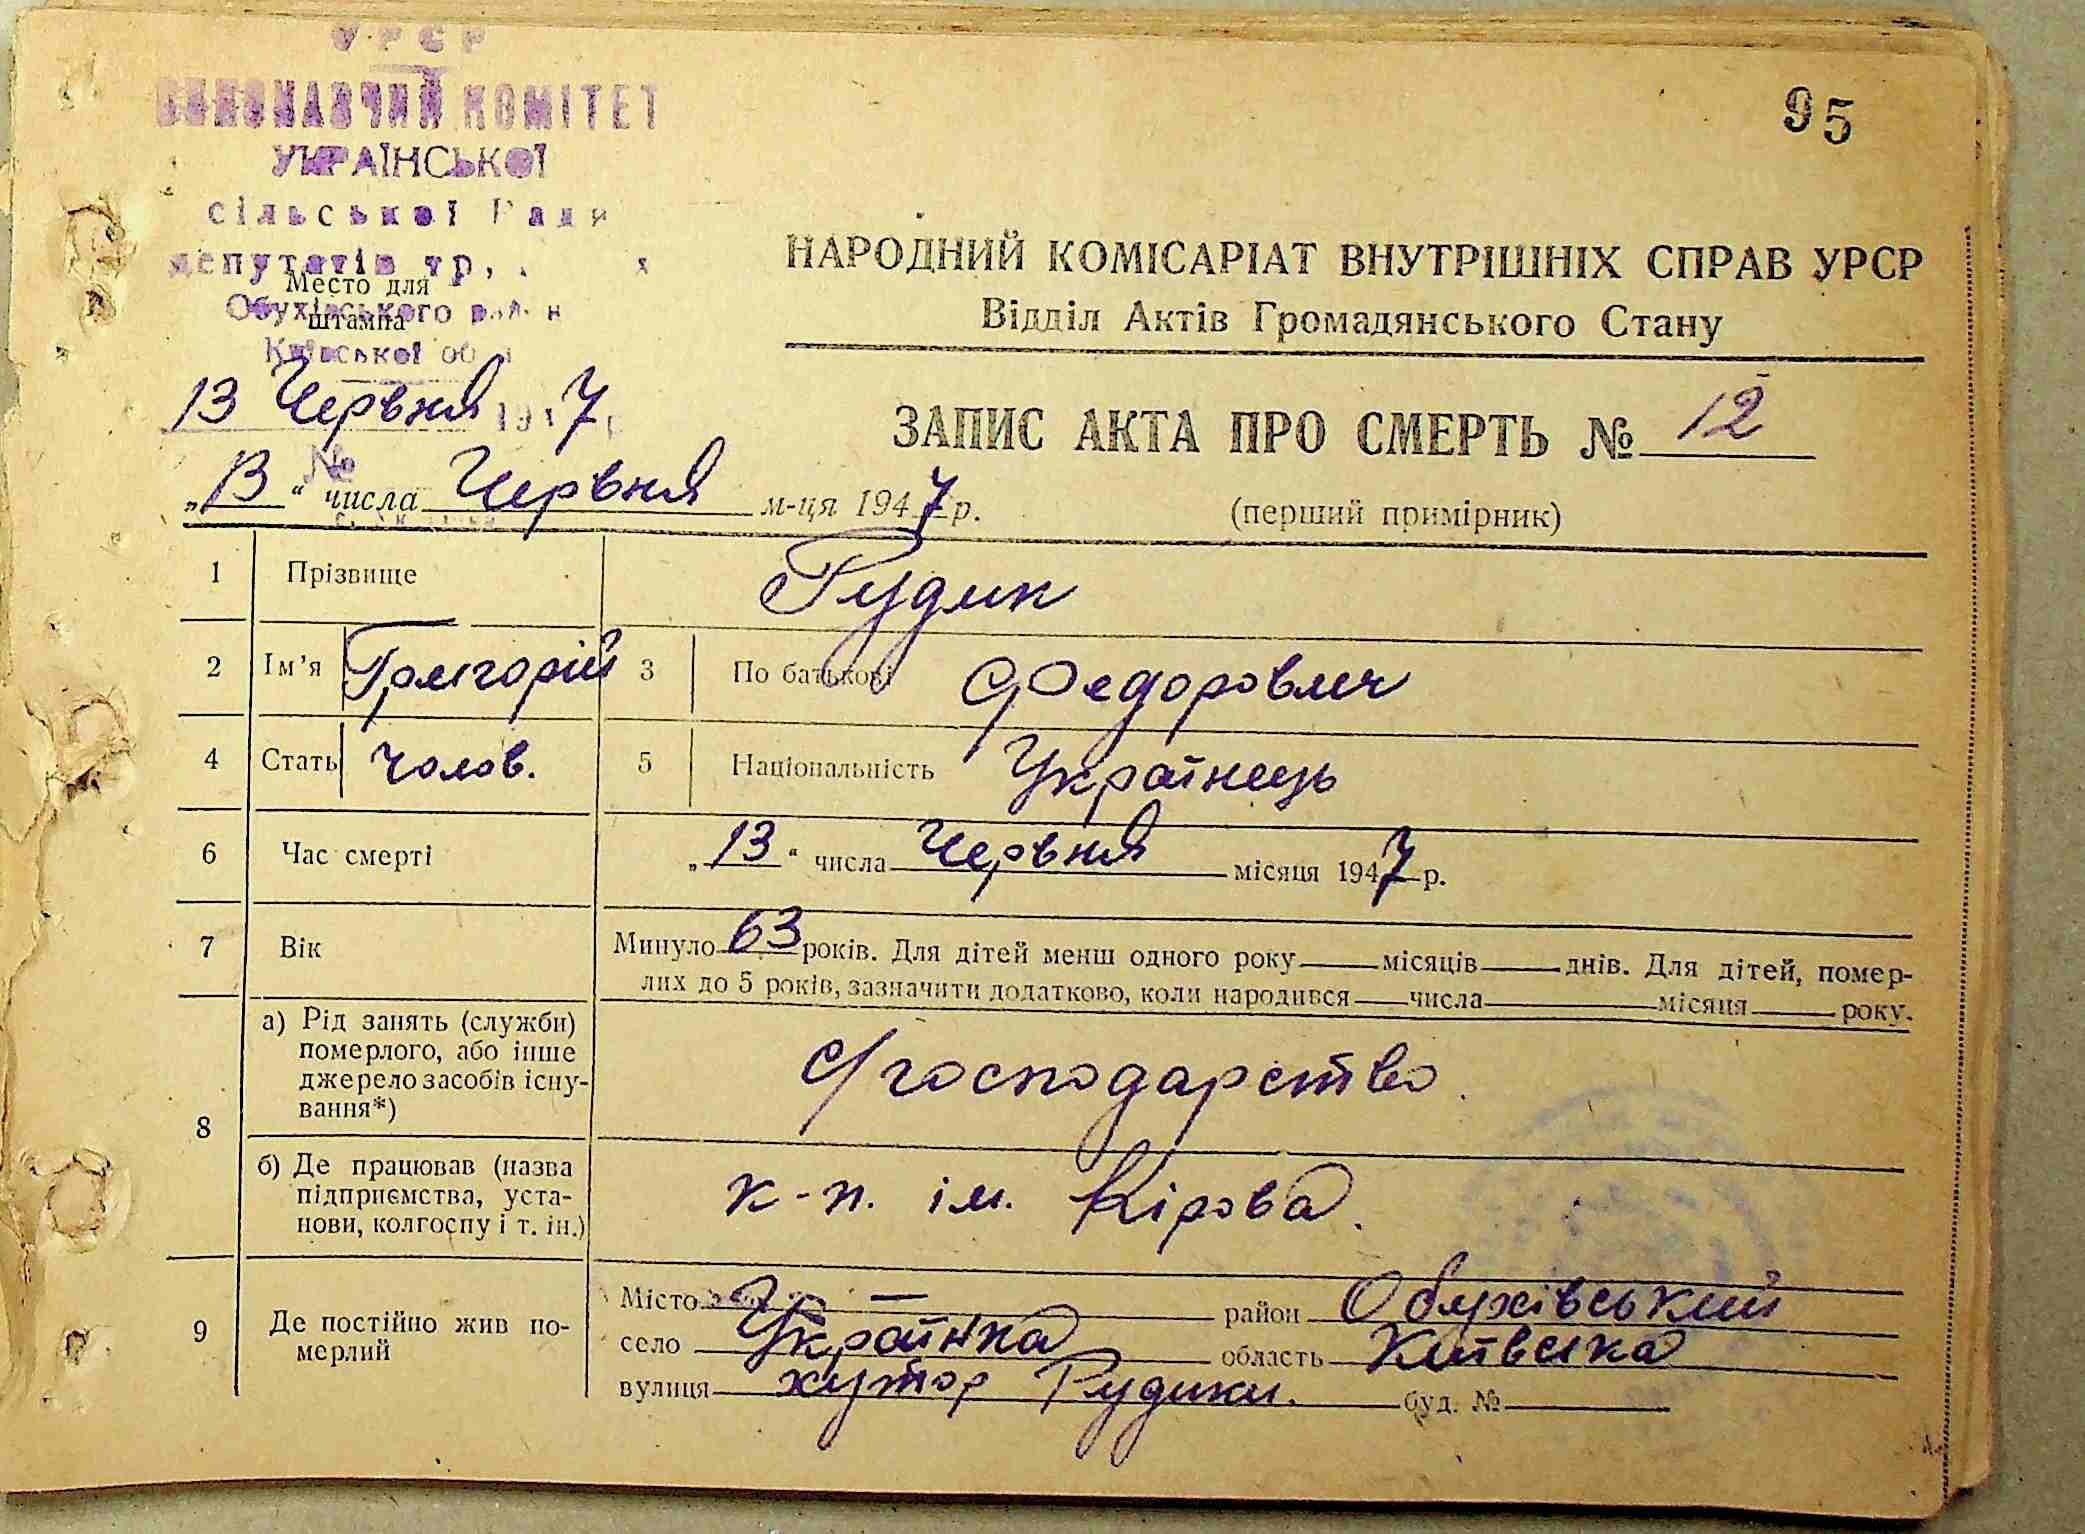 УРСР
ВИКОНАВЧИЙ КОМІТЕТ
УКРАЇНСЬКОЇ
сільської Ради
депутатів тр,
Место для
Обухівського
штампа
Київської
13 Червня 1947
№
95
НАРОДНИЙ КОМІСАРІАТ ВНУТРІШНІХ СПРАВ УРСР
Відділ Актів Громадянського Стану
ЗАПИС АКТА ПРО СМЕРТЬ № 12
„13“ числа Червня м-ця 1947 р.
(перший примірник)
1 Прізвище Рудик
2 Ім’я Григорій 3 По батькові Федорович
4 Стать чолов. 5 Національність Українець
6 Час смерті „13“ числа Червня місяця 1947 р.
7 Вік Минуло 63 років. Для дітей менш одного року — місяців — днів. Для дітей, помер-
лих до 5 років, зазначити додатково, коли народився — числа — місяця — року.
8 а) Рід занять (служби)
померлого, або інше
джерело засобів існу-
вання*)
с/господарство.
б) Де працював (назва
підприємства, уста-
нови, колгоспу і т. ін.)
к-п. ім. Кірова.
9 Де постійно жив по-
мерлий
Місто — район Обухівський
село Українка область Київська
вулиця хутор Рудики. буд. №